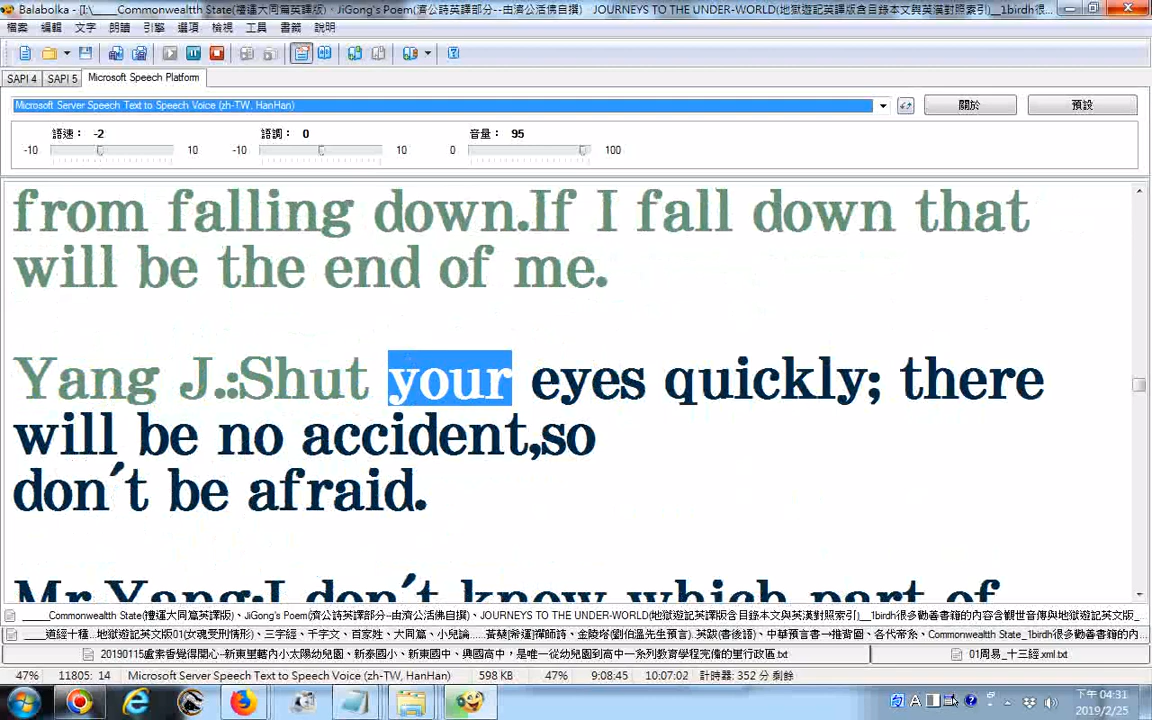 Balabolka - [I:\____Commonwealtth State(禮運大同篇英譯版)、JiGong's Poem(濟公詩英譯部分--由濟公活佛自撰)　JOURNEYS TO THE UNDER-WORLD(地獄遊記英譯版含目錄本文與英漢對照索引)__1birdh很...
檔案 編輯 文字 朗讀 引擎 選項 檢視 工具 書籤 說明
SAPI 4 SAPI 5 Microsoft Speech Platform
Microsoft Server Speech Text to Speech Voice (zh-TW, HanHan) 關於 預設
語速： -2 語調： 0 音量： 95
-10 10 -10 10 0 100
from falling down.If I fall down that
will be the end of me.
Yang J.:Shut your eyes quickly; there
will be no accident,so
don't be afraid.
Mr.Yang:I don't know which part of
____Commonwealtth State(禮運大同篇英譯版)、JiGong's Poem(濟公詩英譯部分--由濟公活佛自撰)、JOURNEYS TO THE UNDER-WORLD(地獄遊記英譯版含目錄本文與英漢對照索引)__1birdh很多勸善書籍的內容含觀世音傳與地獄遊記英文版_
____道經十種...地獄遊記英文版01(女魂受刑情形)、三字經、千字文、百家姓、大同篇、小兒論......黃蘗[希運]禪師詩、金陵塔(劉伯溫先生預言).英跋(書後語)、中華預言書--推背圖、各代帝系、Commonwealth State_1birdh很多勸善書籍的內...
20190115盧素香覺得開心--新東里轄內小太陽幼兒園、新泰國小、新東國中、興國高中，是唯一從幼兒園到高中一系列教育學程完備的里行政區.txt 01周易_十三經.xml.txt
47% 11805: 14 Microsoft Server Speech Text to Speech Voice (zh-TW, HanHan) 598 KB 47% 9:08:45 10:07:02 計時器: 352 分 剩餘
下午 04:31
2019/2/25